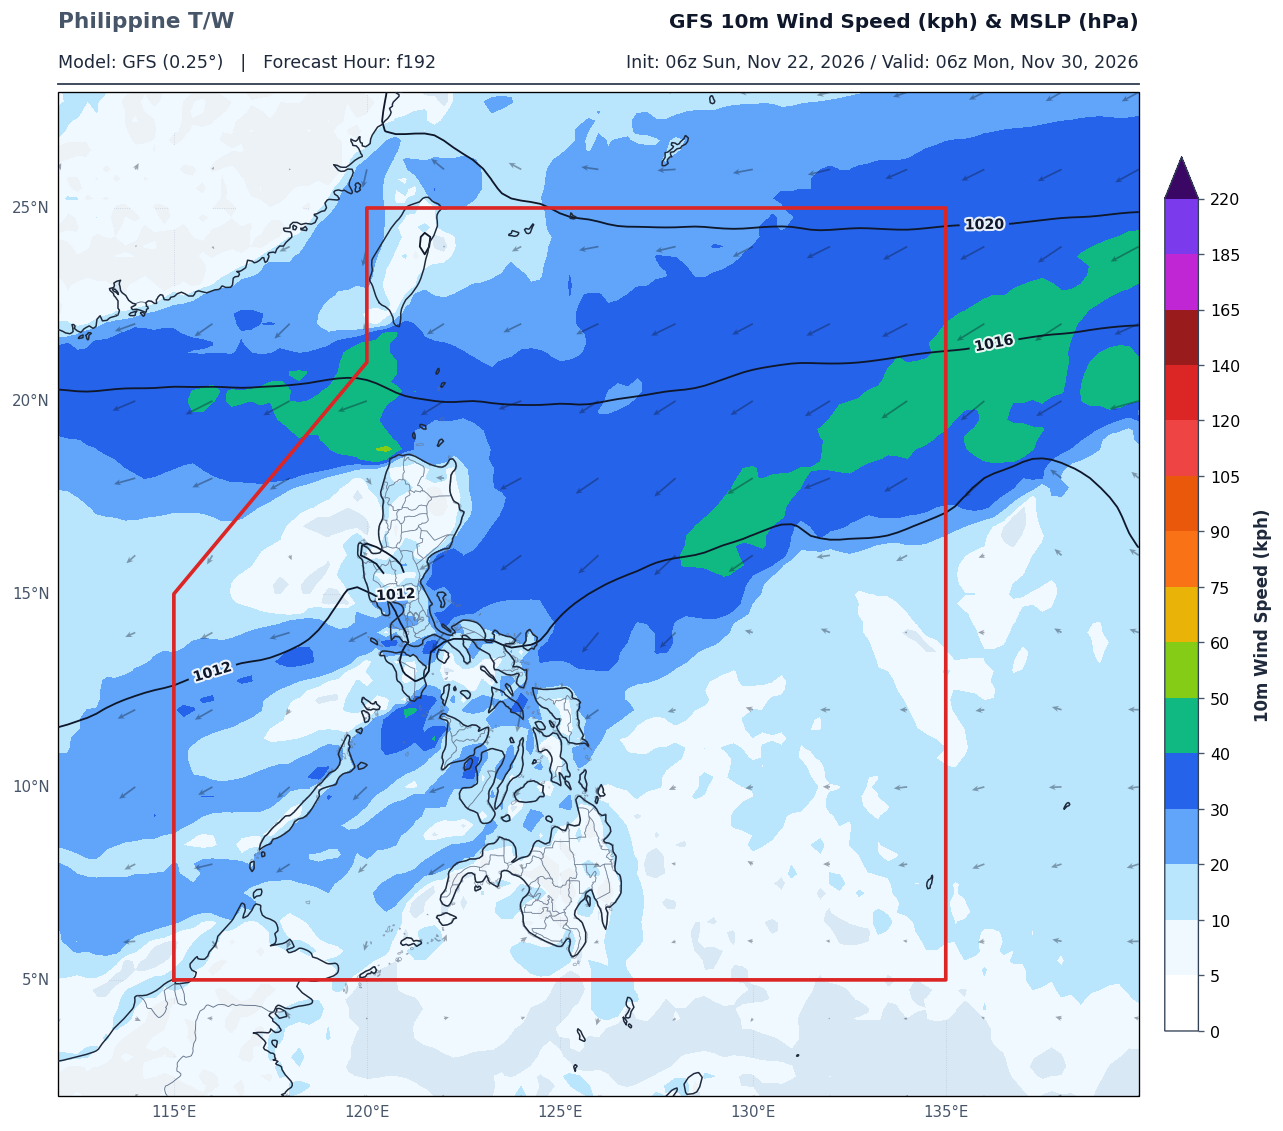 Philippine T/W
GFS 10m Wind Speed (kph) & MSLP (hPa)
Model: GFS (0.25°)   |   Forecast Hour: f192
Init: 06z Sun, Nov 22, 2026 / Valid: 06z Mon, Nov 30, 2026
25°N
20°N
15°N
10°N
5°N
115°E
120°E
125°E
130°E
135°E
1020
1016
1012
1012
220
185
165
140
120
105
90
75
60
50
40
30
20
10
5
0
10m Wind Speed (kph)